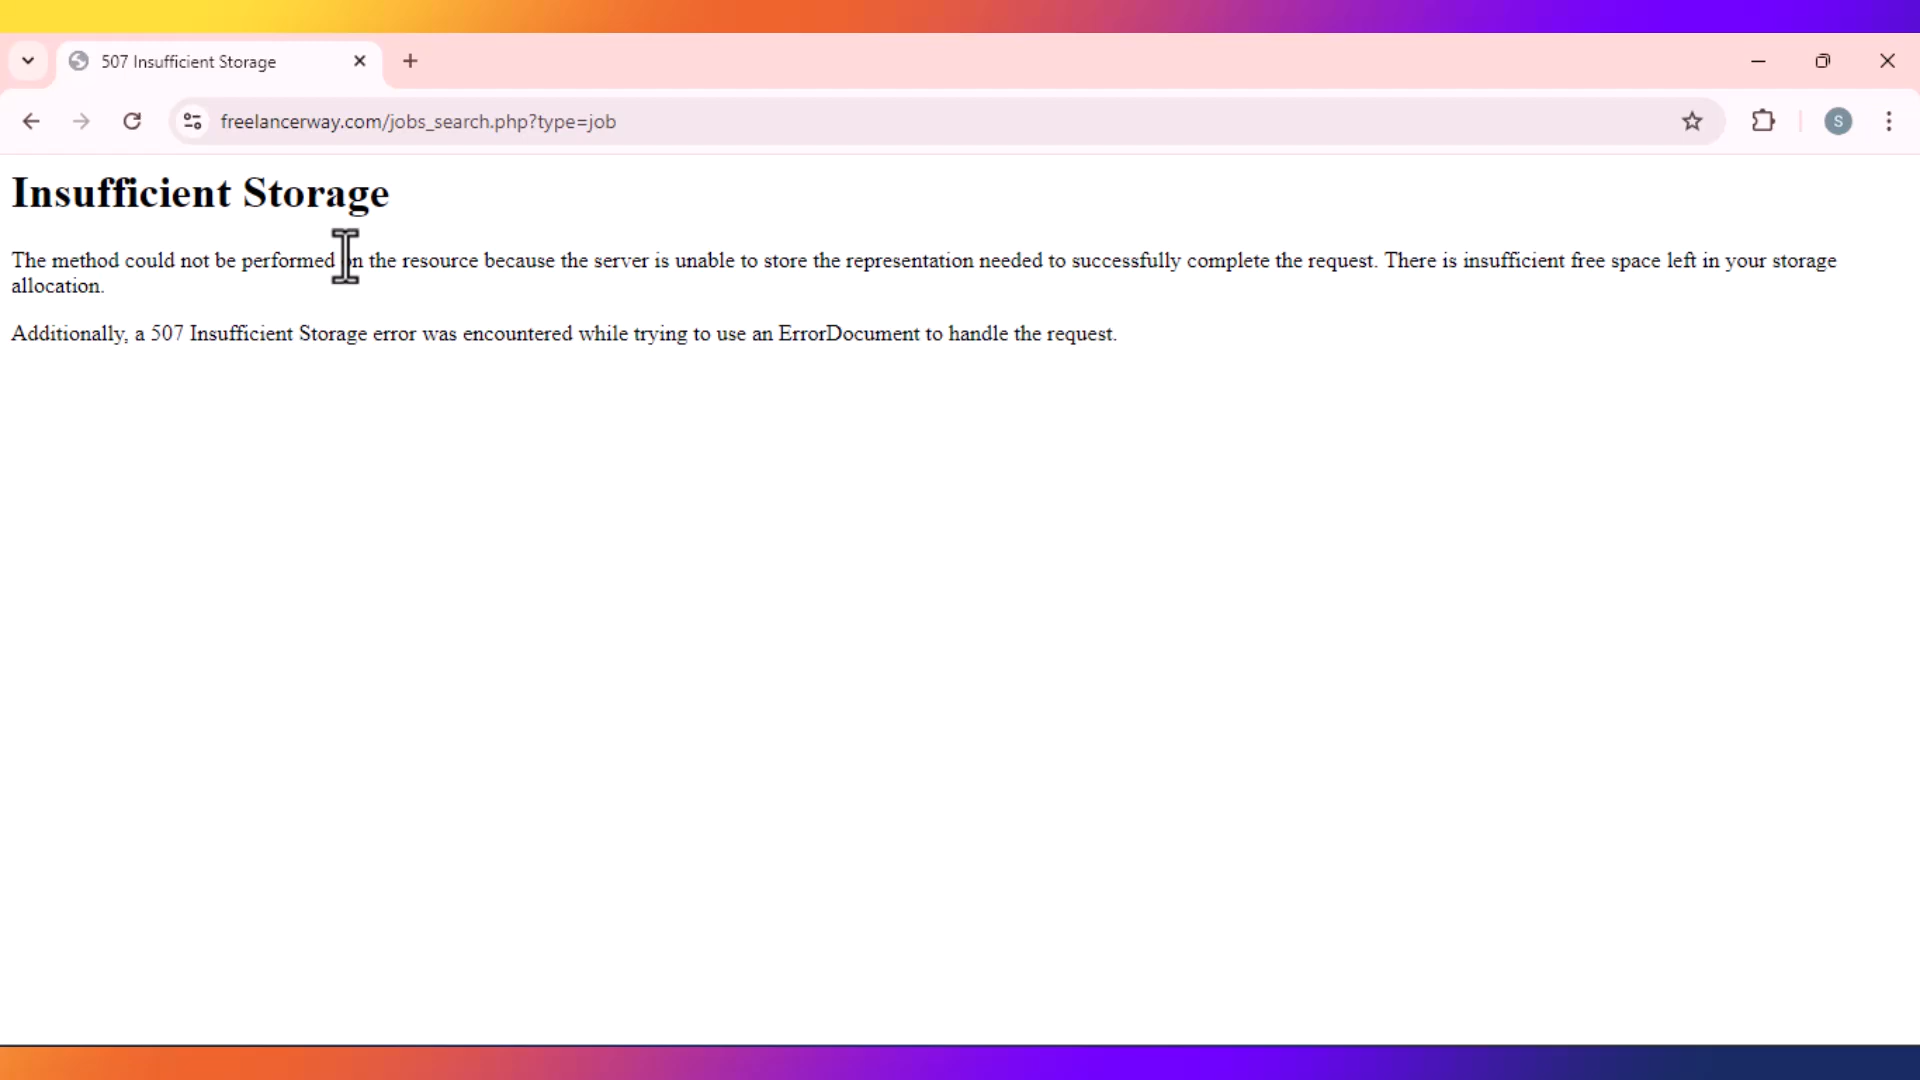 507 Insufficient Storage
freelancerway.com/jobs_search.php?type=job
S
Insufficient Storage
The method could not be performed on the resource because the server is unable to store the representation needed to successfully complete the request. There is insufficient free space left in your storage
allocation.
Additionally, a 507 Insufficient Storage error was encountered while trying to use an ErrorDocument to handle the request.